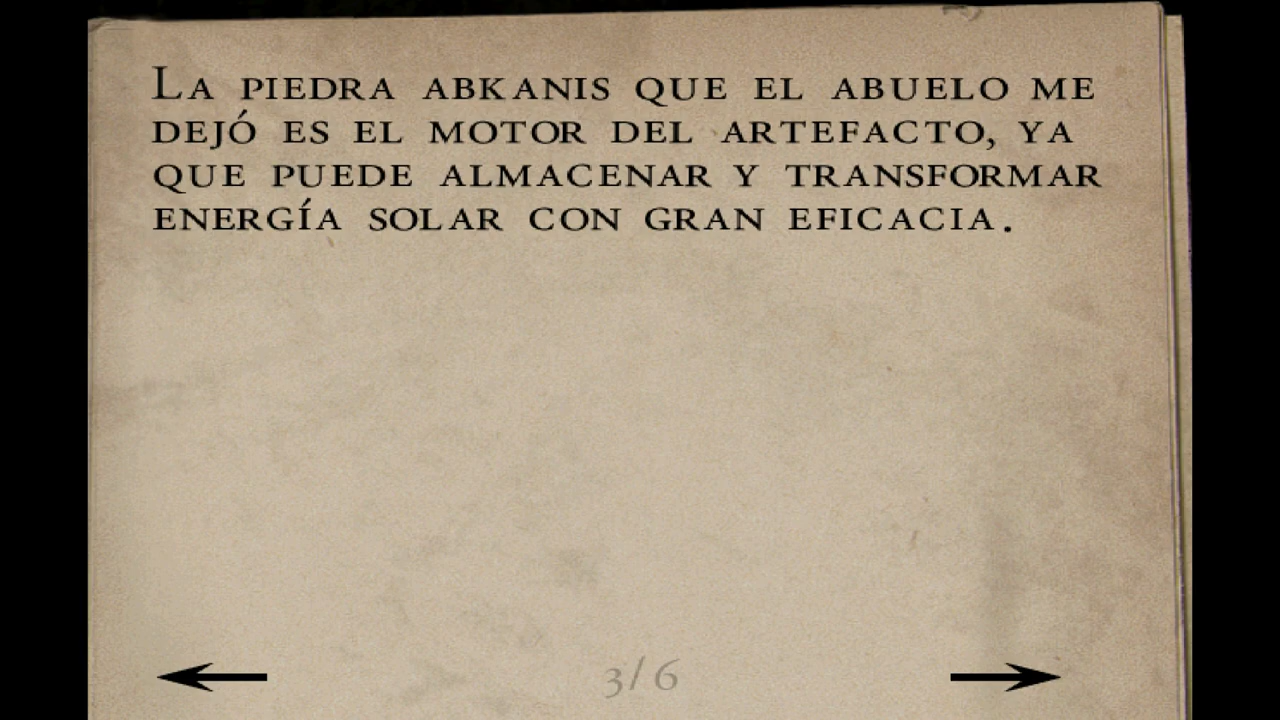 La piedra abkanis que el abuelo me
dejó es el motor del artefacto, ya
que puede almacenar y transformar
energía solar con gran eficacia.
3/6